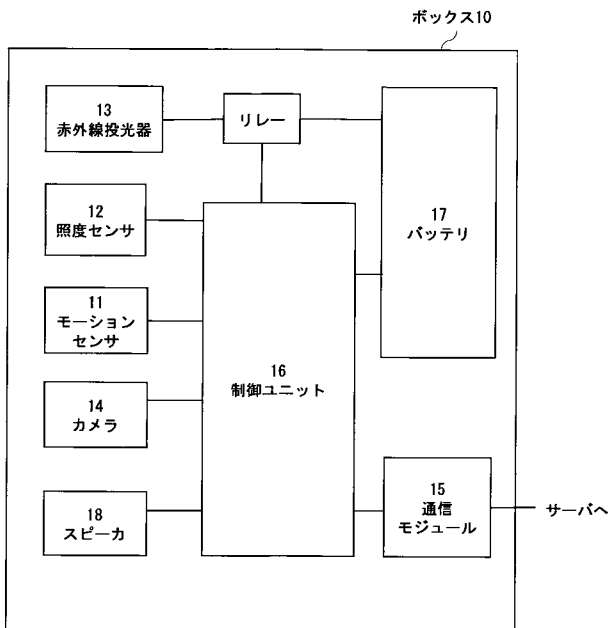 ボックス10
13
赤外線投光器
リレー
12
照度センサ
17
バッテリ
11
モーション
センサ
16
制御ユニット
14
カメラ
15
通信
モジュール
サーバへ
18
スピーカ